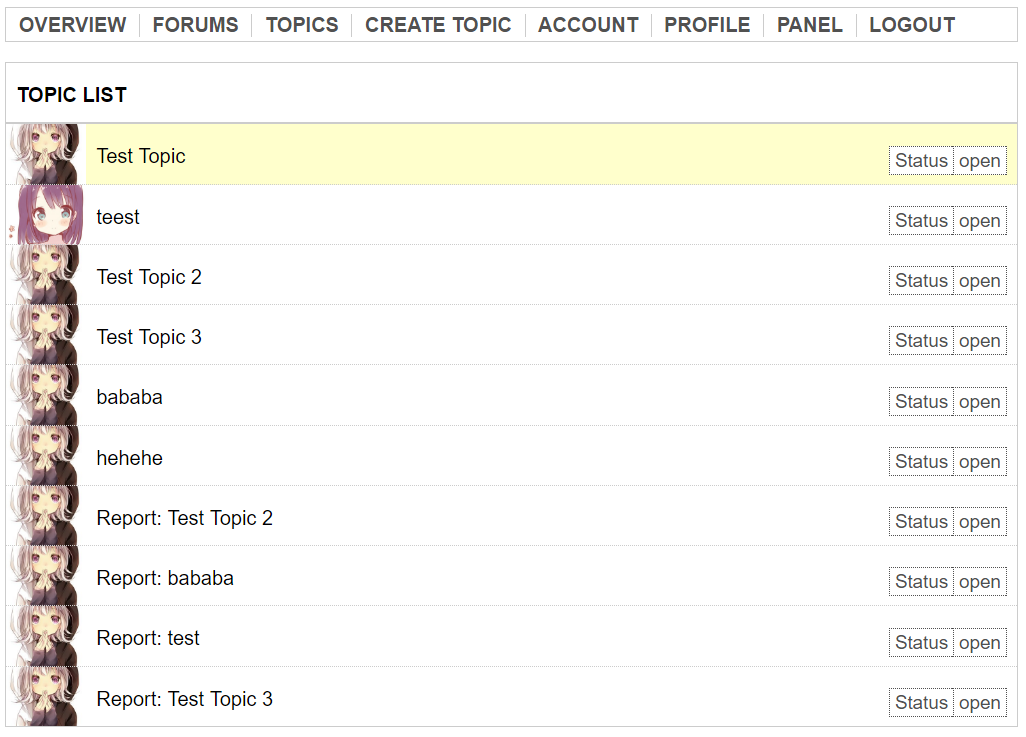 OVERVIEW FORUMS TOPICS CREATE TOPIC ACCOUNT PROFILE PANEL LOGOUT
TOPIC LIST
Test Topic Status open
teest Status open
Test Topic 2 Status open
Test Topic 3 Status open
bababa Status open
hehehe Status open
Report: Test Topic 2 Status open
Report: bababa Status open
Report: test Status open
Report: Test Topic 3 Status open